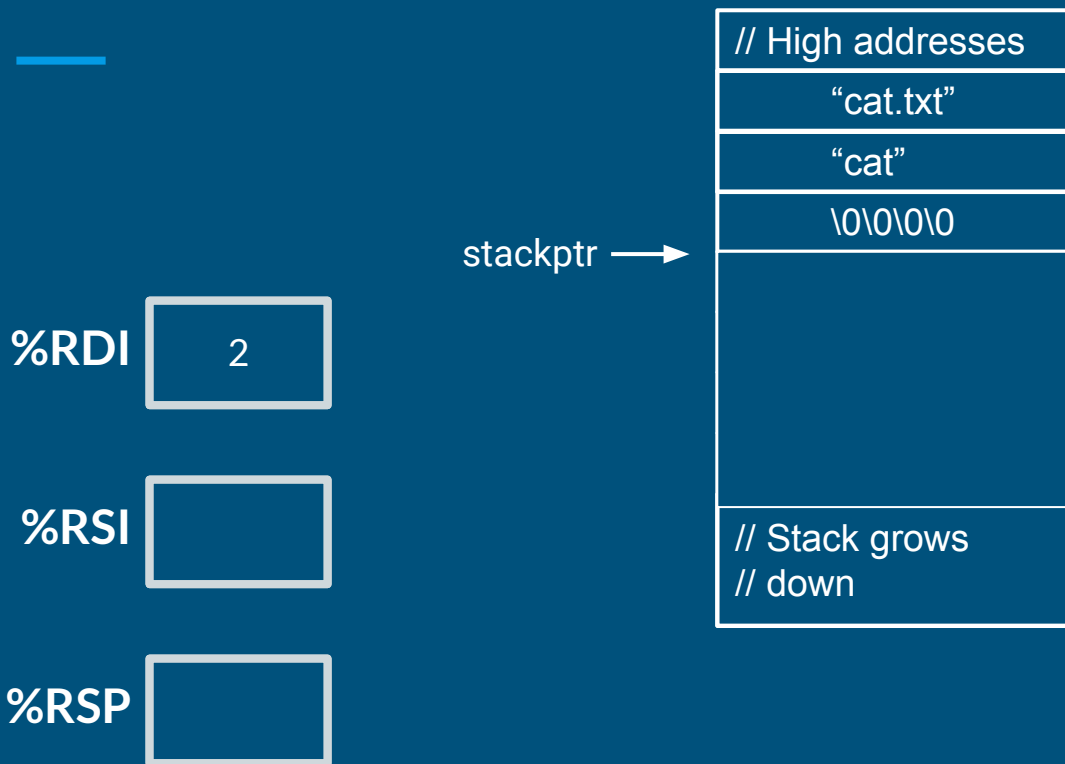 // High addresses
“cat.txt”
“cat”
\0\0\0\0
stackptr
%RDI 2
%RSI
// Stack grows
// down
%RSP